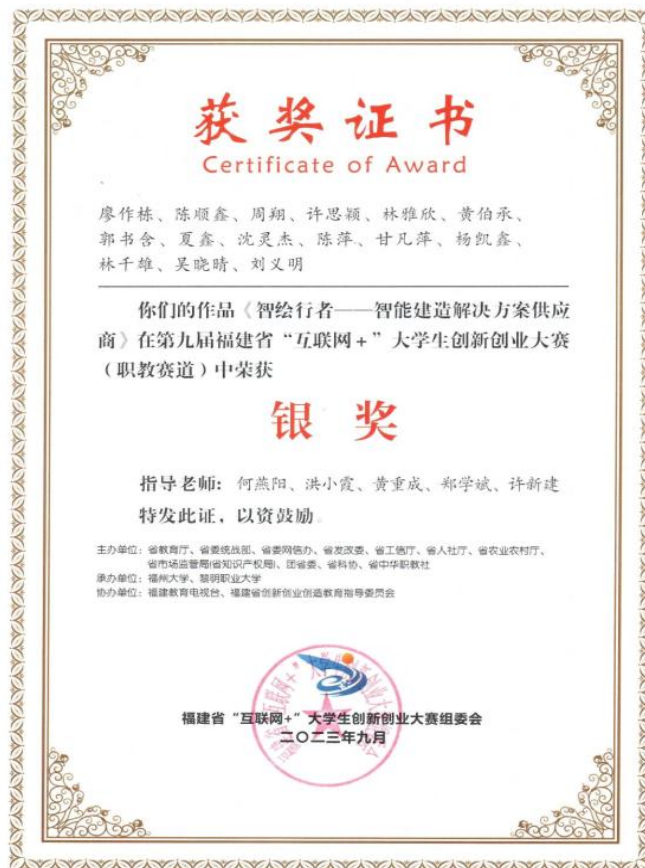 获奖证书
Certificate of Award
廖作栋、陈顺鑫、周翔、许思颖、林雅欣、黄伯承、
郭书含、夏鑫、沈灵杰、陈萍、甘凡萍、杨凯鑫、
林千雄、吴晓晴、刘义明
你们的作品《智绘行者——智能建造解决方案供应
商》在第九届福建省“互联网+”大学生创新创业大赛
（职教赛道）中荣获
银奖
指导老师：何燕阳、洪小霞、黄重成、郑学斌、许新建
特发此证，以资鼓励。
主办单位：省教育厅、省委统战部、省委网信办、省发改委、省工信厅、省人社厅、省农业农村厅、
省市场监管局(省知识产权局)、团省委、省科协、省中华职教社
承办单位：福州大学、黎明职业大学
协办单位：福建教育电视台、福建省创新创业创造教育指导委员会
福建省“互联网+”大学生创新创业大赛组委会
二〇二三年九月